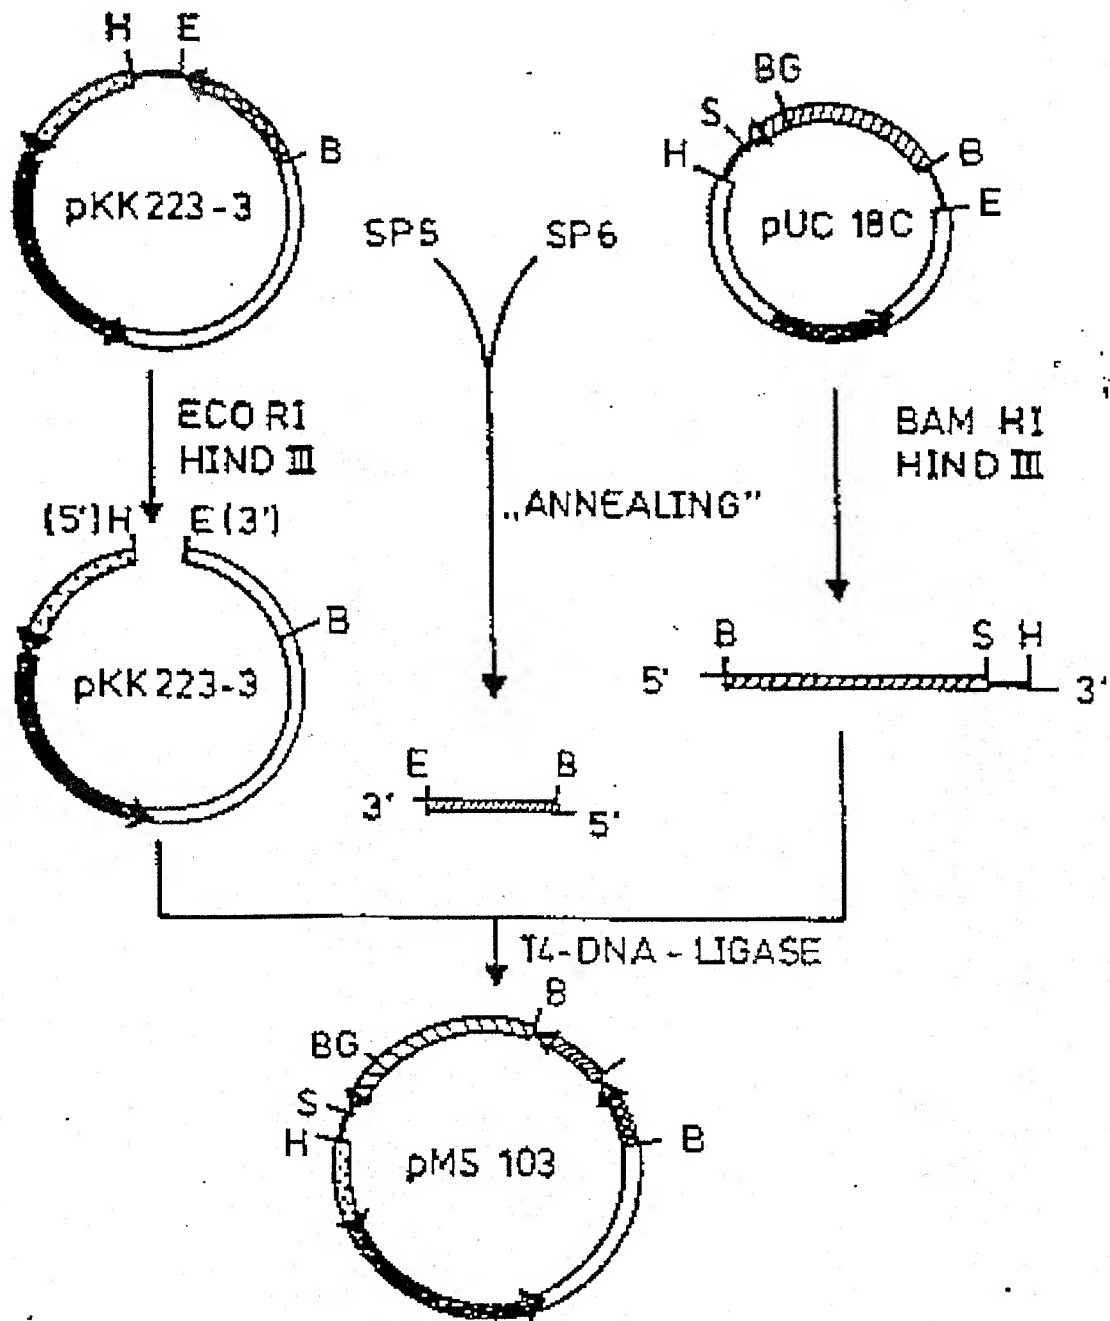 H E
B
pKK223-3
BG
S
H
B
E
pUC 18C
SP5 SP6
ECO RI
HIND III
„ANNEALING"
BAM HI
HIND III
(5')H E(3')
B
pKK223-3
B S H
5' 3'
E B
3' 5'
T4-DNA-LIGASE
B
BG
S
H
B
pMS 103